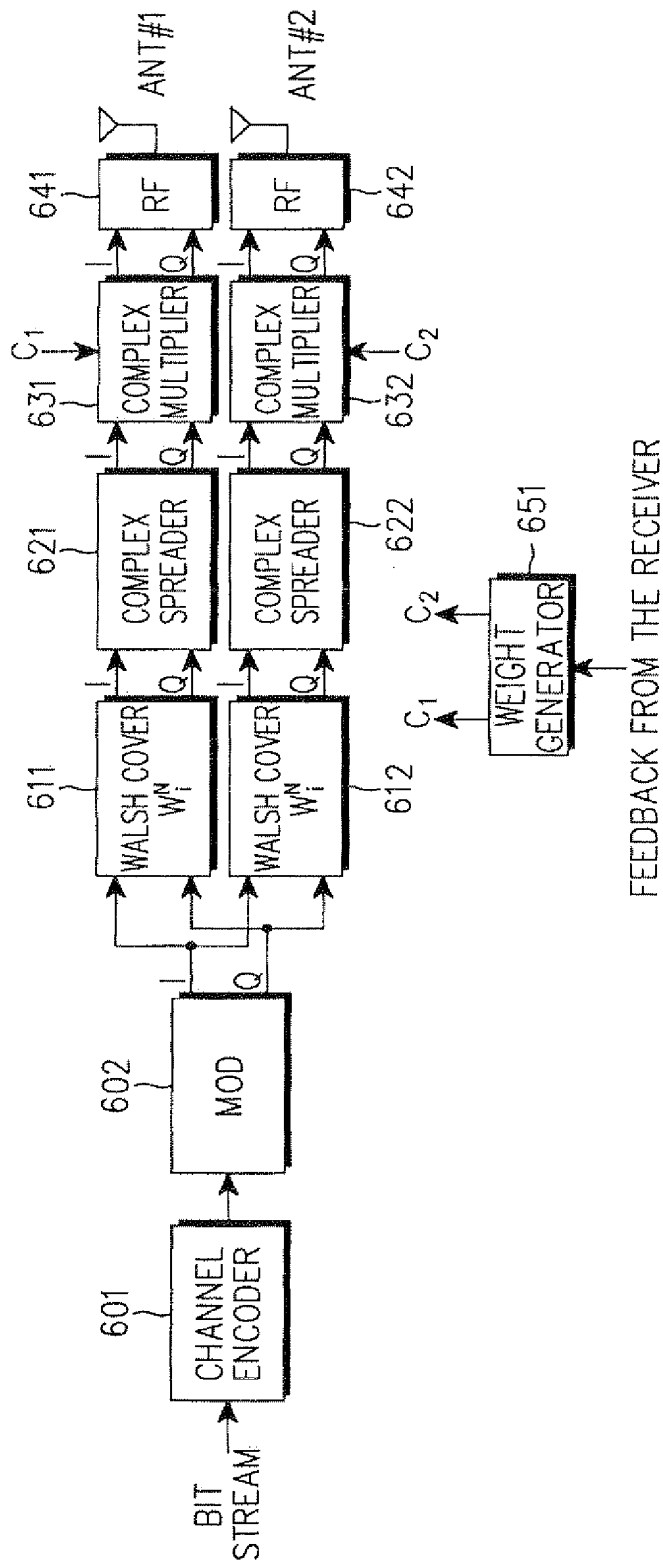 BIT
STREAM
601
CHANNEL
ENCODER
602
MOD
I
Q
611
WALSH COVER
W_i^N
I
Q
621
COMPLEX
SPREADER
I
Q
C1
631
COMPLEX
MULTIPLIER
I
Q
641
RF
ANT#1
WALSH COVER
W_i^N
612
I
Q
COMPLEX
SPREADER
622
I
Q
COMPLEX
MULTIPLIER
632
C2
I
Q
RF
642
ANT#2
C1
C2
WEIGHT
GENERATOR
651
FEEDBACK FROM THE RECEIVER